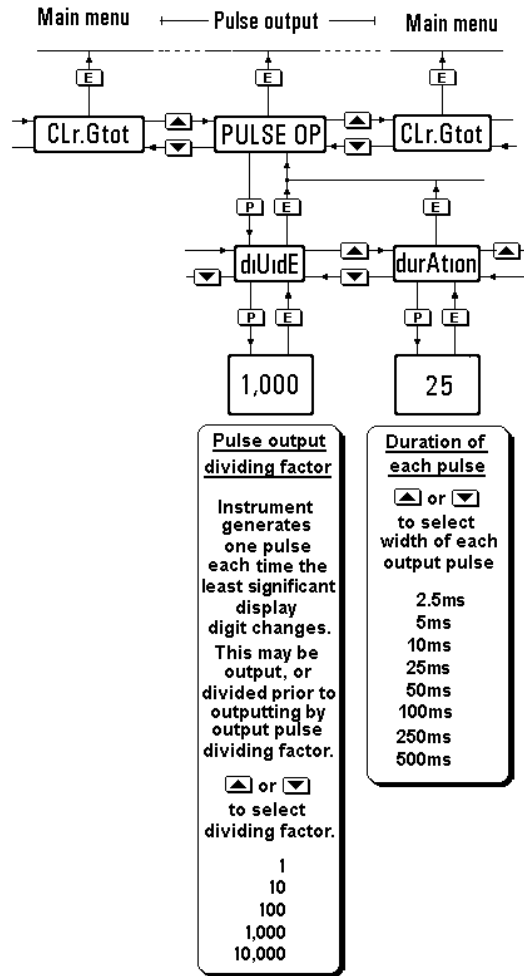 Main menu
Pulse output
Main menu
E
E
E
CLr.Gtot
PULSE OP
CLr.Gtot
P
E
E
diUidE
durAtion
P
E
P
E
1,000
25
Pulse output
dividing factor
Instrument
generates
one pulse
each time the
least significant
display
digit changes.
This may be
output, or
divided prior to
outputting by
output pulse
dividing factor.
▲ or ▼
to select
dividing factor.
1
10
100
1,000
10,000
Duration of
each pulse
▲ or ▼
to select
width of each
output pulse
2.5ms
5ms
10ms
25ms
50ms
100ms
250ms
500ms